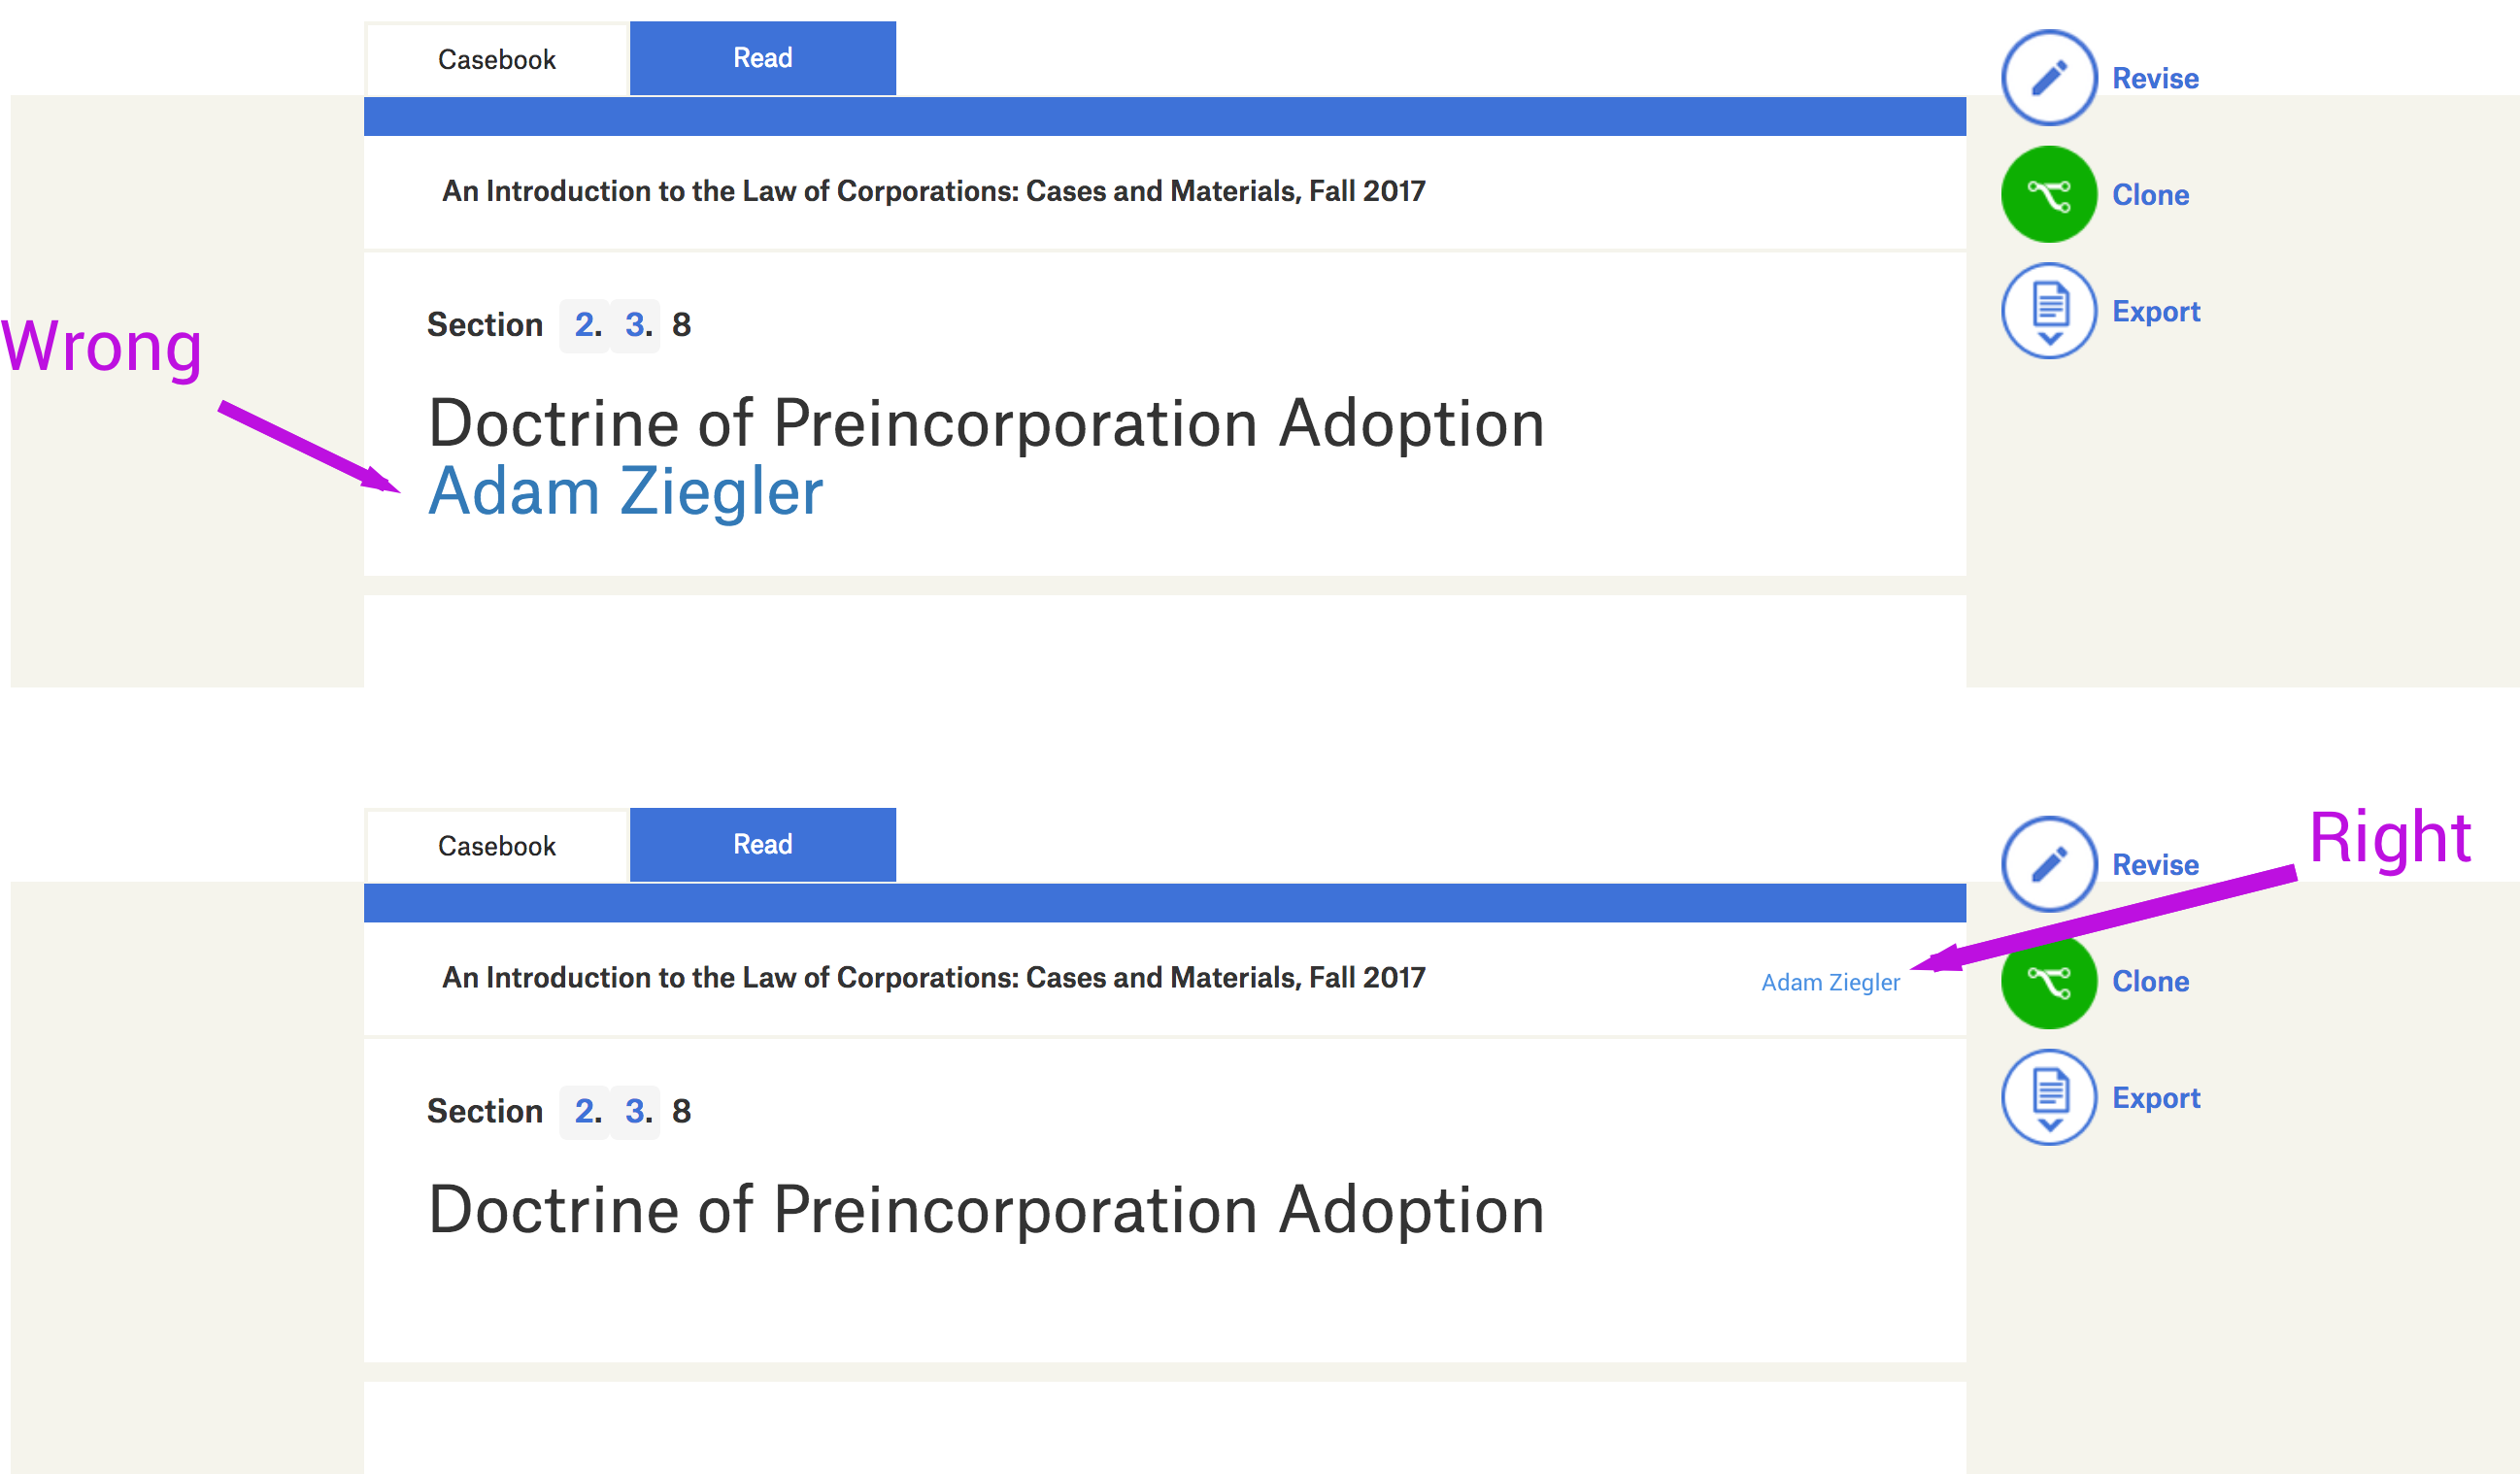 Casebook Read
Revise
An Introduction to the Law of Corporations: Cases and Materials, Fall 2017
Clone
Export
Section 2. 3. 8
Wrong
Doctrine of Preincorporation Adoption
Adam Ziegler
Casebook Read
Right
Revise
An Introduction to the Law of Corporations: Cases and Materials, Fall 2017 Adam Ziegler
Clone
Export
Section 2. 3. 8
Doctrine of Preincorporation Adoption